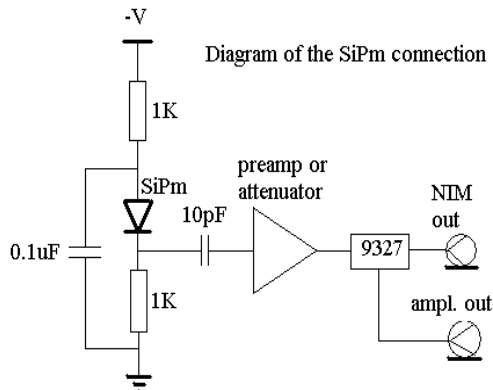 -V
Diagram of the SiPm connection
1K
SiPm
preamp or
attenuator
10pF
0.1uF
1K
9327
NIM
out
ampl. out